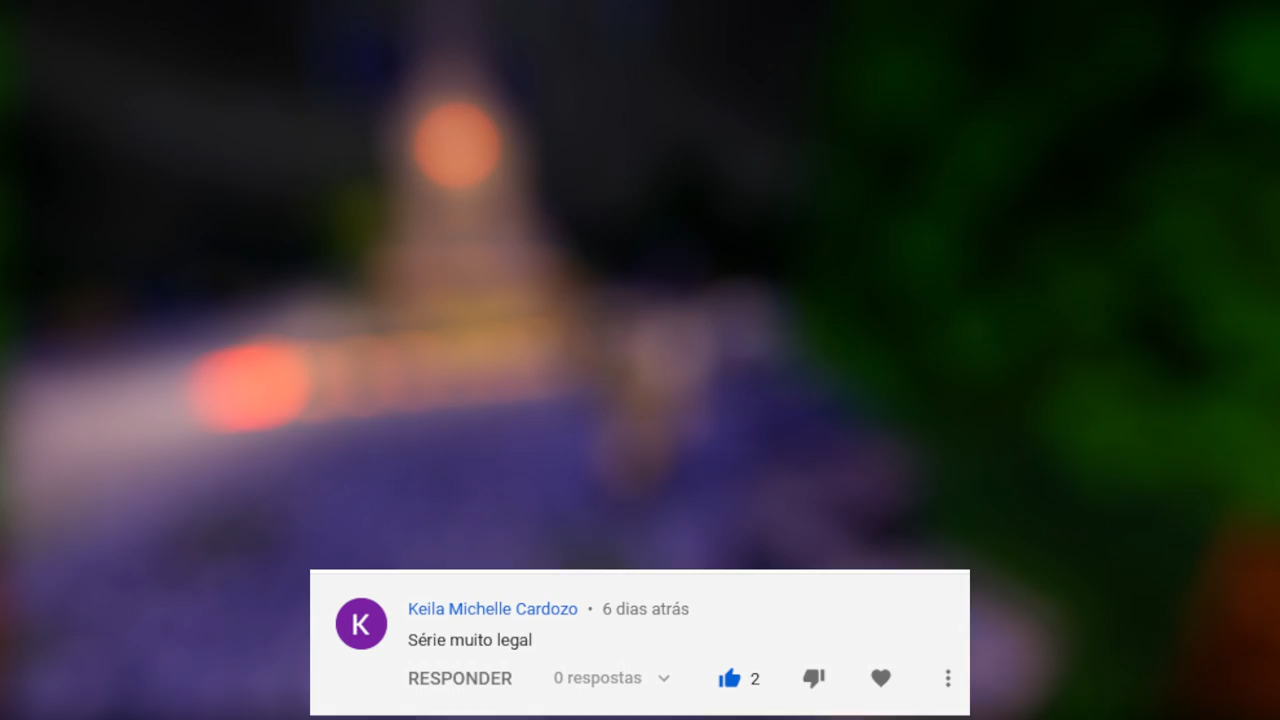 K
Keila Michelle Cardozo • 6 dias atrás
Série muito legal
RESPONDER 0 respostas 2